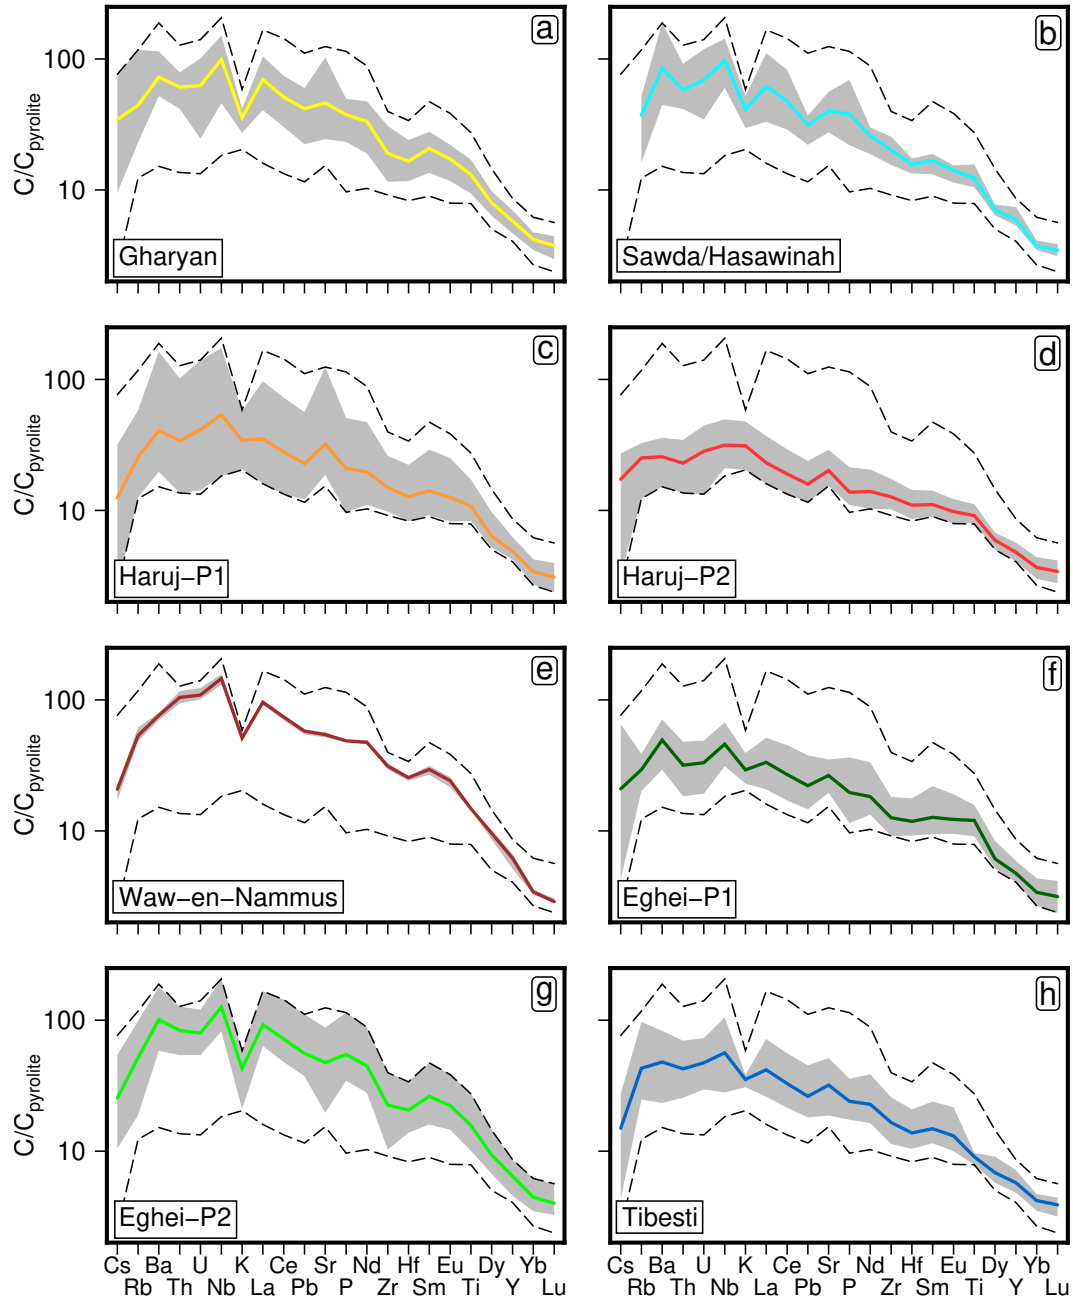 a
100
10
C/Cpyrolite
Gharyan
b
Sawda/Hasawinah
c
100
10
C/Cpyrolite
Haruj–P1
d
Haruj–P2
e
100
10
C/Cpyrolite
Waw–en–Nammus
f
Eghei–P1
g
100
10
C/Cpyrolite
Eghei–P2
h
Tibesti
Cs Ba U K Ce Sr Nd Hf Eu Dy Yb
Rb Th Nb La Pb P Zr Sm Ti Y Lu
Cs Ba U K Ce Sr Nd Hf Eu Dy Yb
Rb Th Nb La Pb P Zr Sm Ti Y Lu